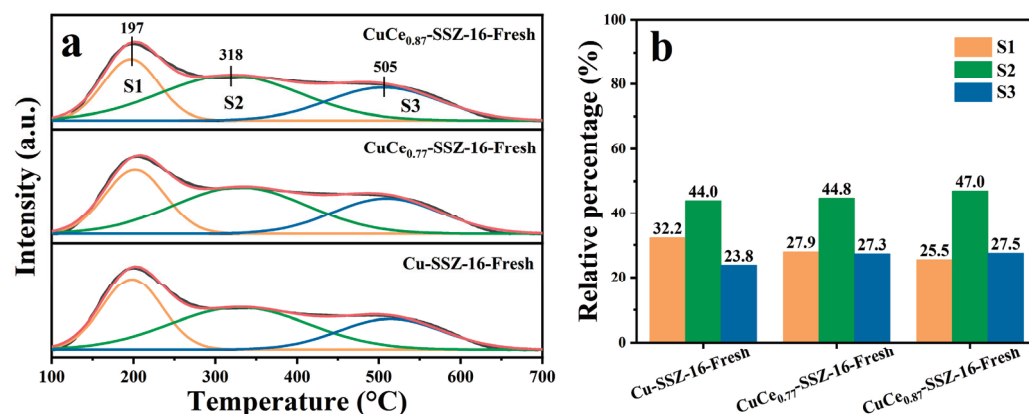 a
CuCe0.87-SSZ-16-Fresh
197
318
505
S1
S2
S3
CuCe0.77-SSZ-16-Fresh
Cu-SSZ-16-Fresh
Intensity (a.u.)
100 200 300 400 500 600 700
Temperature (°C)
b
S1
S2
S3
Relative percentage (%)
100
80
60
40
20
0
32.2 44.0 23.8
27.9 44.8 27.3
25.5 47.0 27.5
Cu-SSZ-16-Fresh
CuCe0.77-SSZ-16-Fresh
CuCe0.87-SSZ-16-Fresh